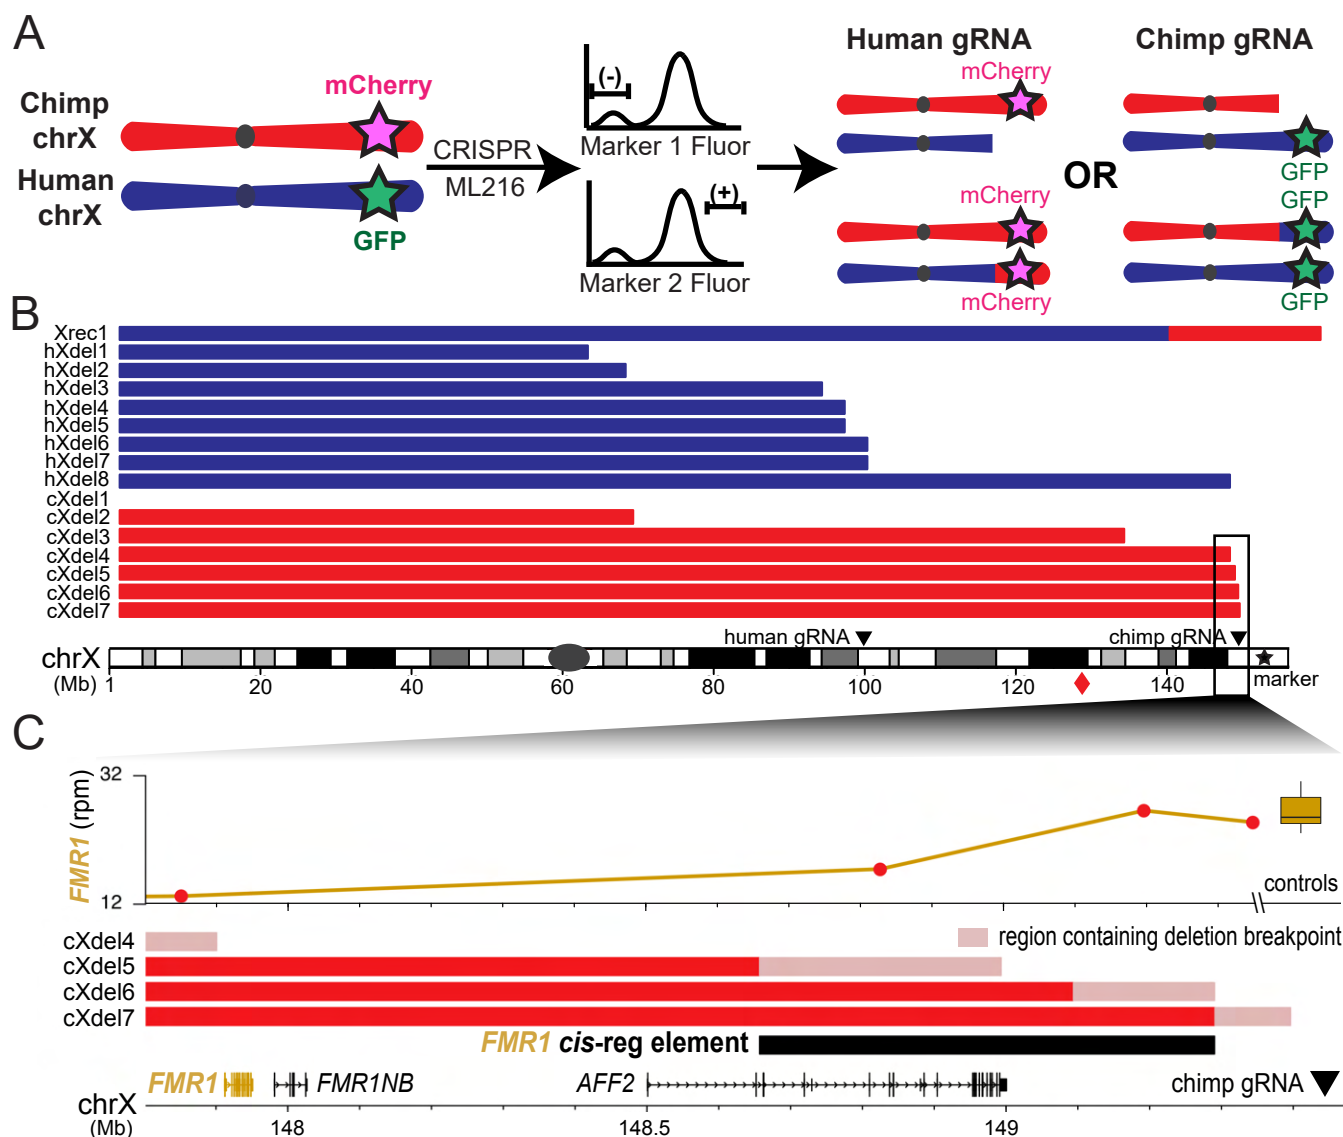 A
Human gRNA
Chimp gRNA
mCherry
mCherry
Chimp
chrX
(-)
CRISPR
Marker 1 Fluor
ML216
OR
Human
chrX
GFP
(+)
GFP
GFP
mCherry
Marker 2 Fluor
mCherry
GFP
B
Xrec1
hXdel1
hXdel2
hXdel3
hXdel4
hXdel5
hXdel6
hXdel7
hXdel8
cXdel1
cXdel2
cXdel3
cXdel4
cXdel5
cXdel6
cXdel7
human gRNA
chimp gRNA
chrX
(Mb)
1 20 40 60 80 100 120 140
marker
C
32
FMR1 (rpm)
12
controls
region containing deletion breakpoint
cXdel4
cXdel5
cXdel6
cXdel7
FMR1 cis-reg element
FMR1
FMR1NB
AFF2
chimp gRNA
chrX
(Mb)
148 148.5 149